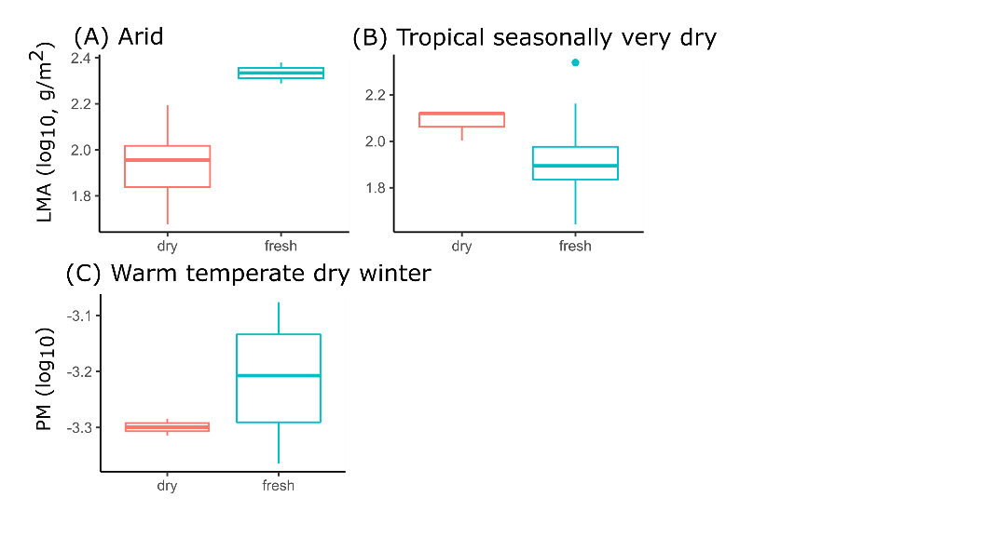 (A) Arid
(B) Tropical seasonally very dry
LMA (log10, g/m2)
2.4
2.2
2.0
1.8
dry
fresh
2.2
2.0
1.8
dry
fresh
(C) Warm temperate dry winter
PM (log10)
-3.1
-3.2
-3.3
dry
fresh